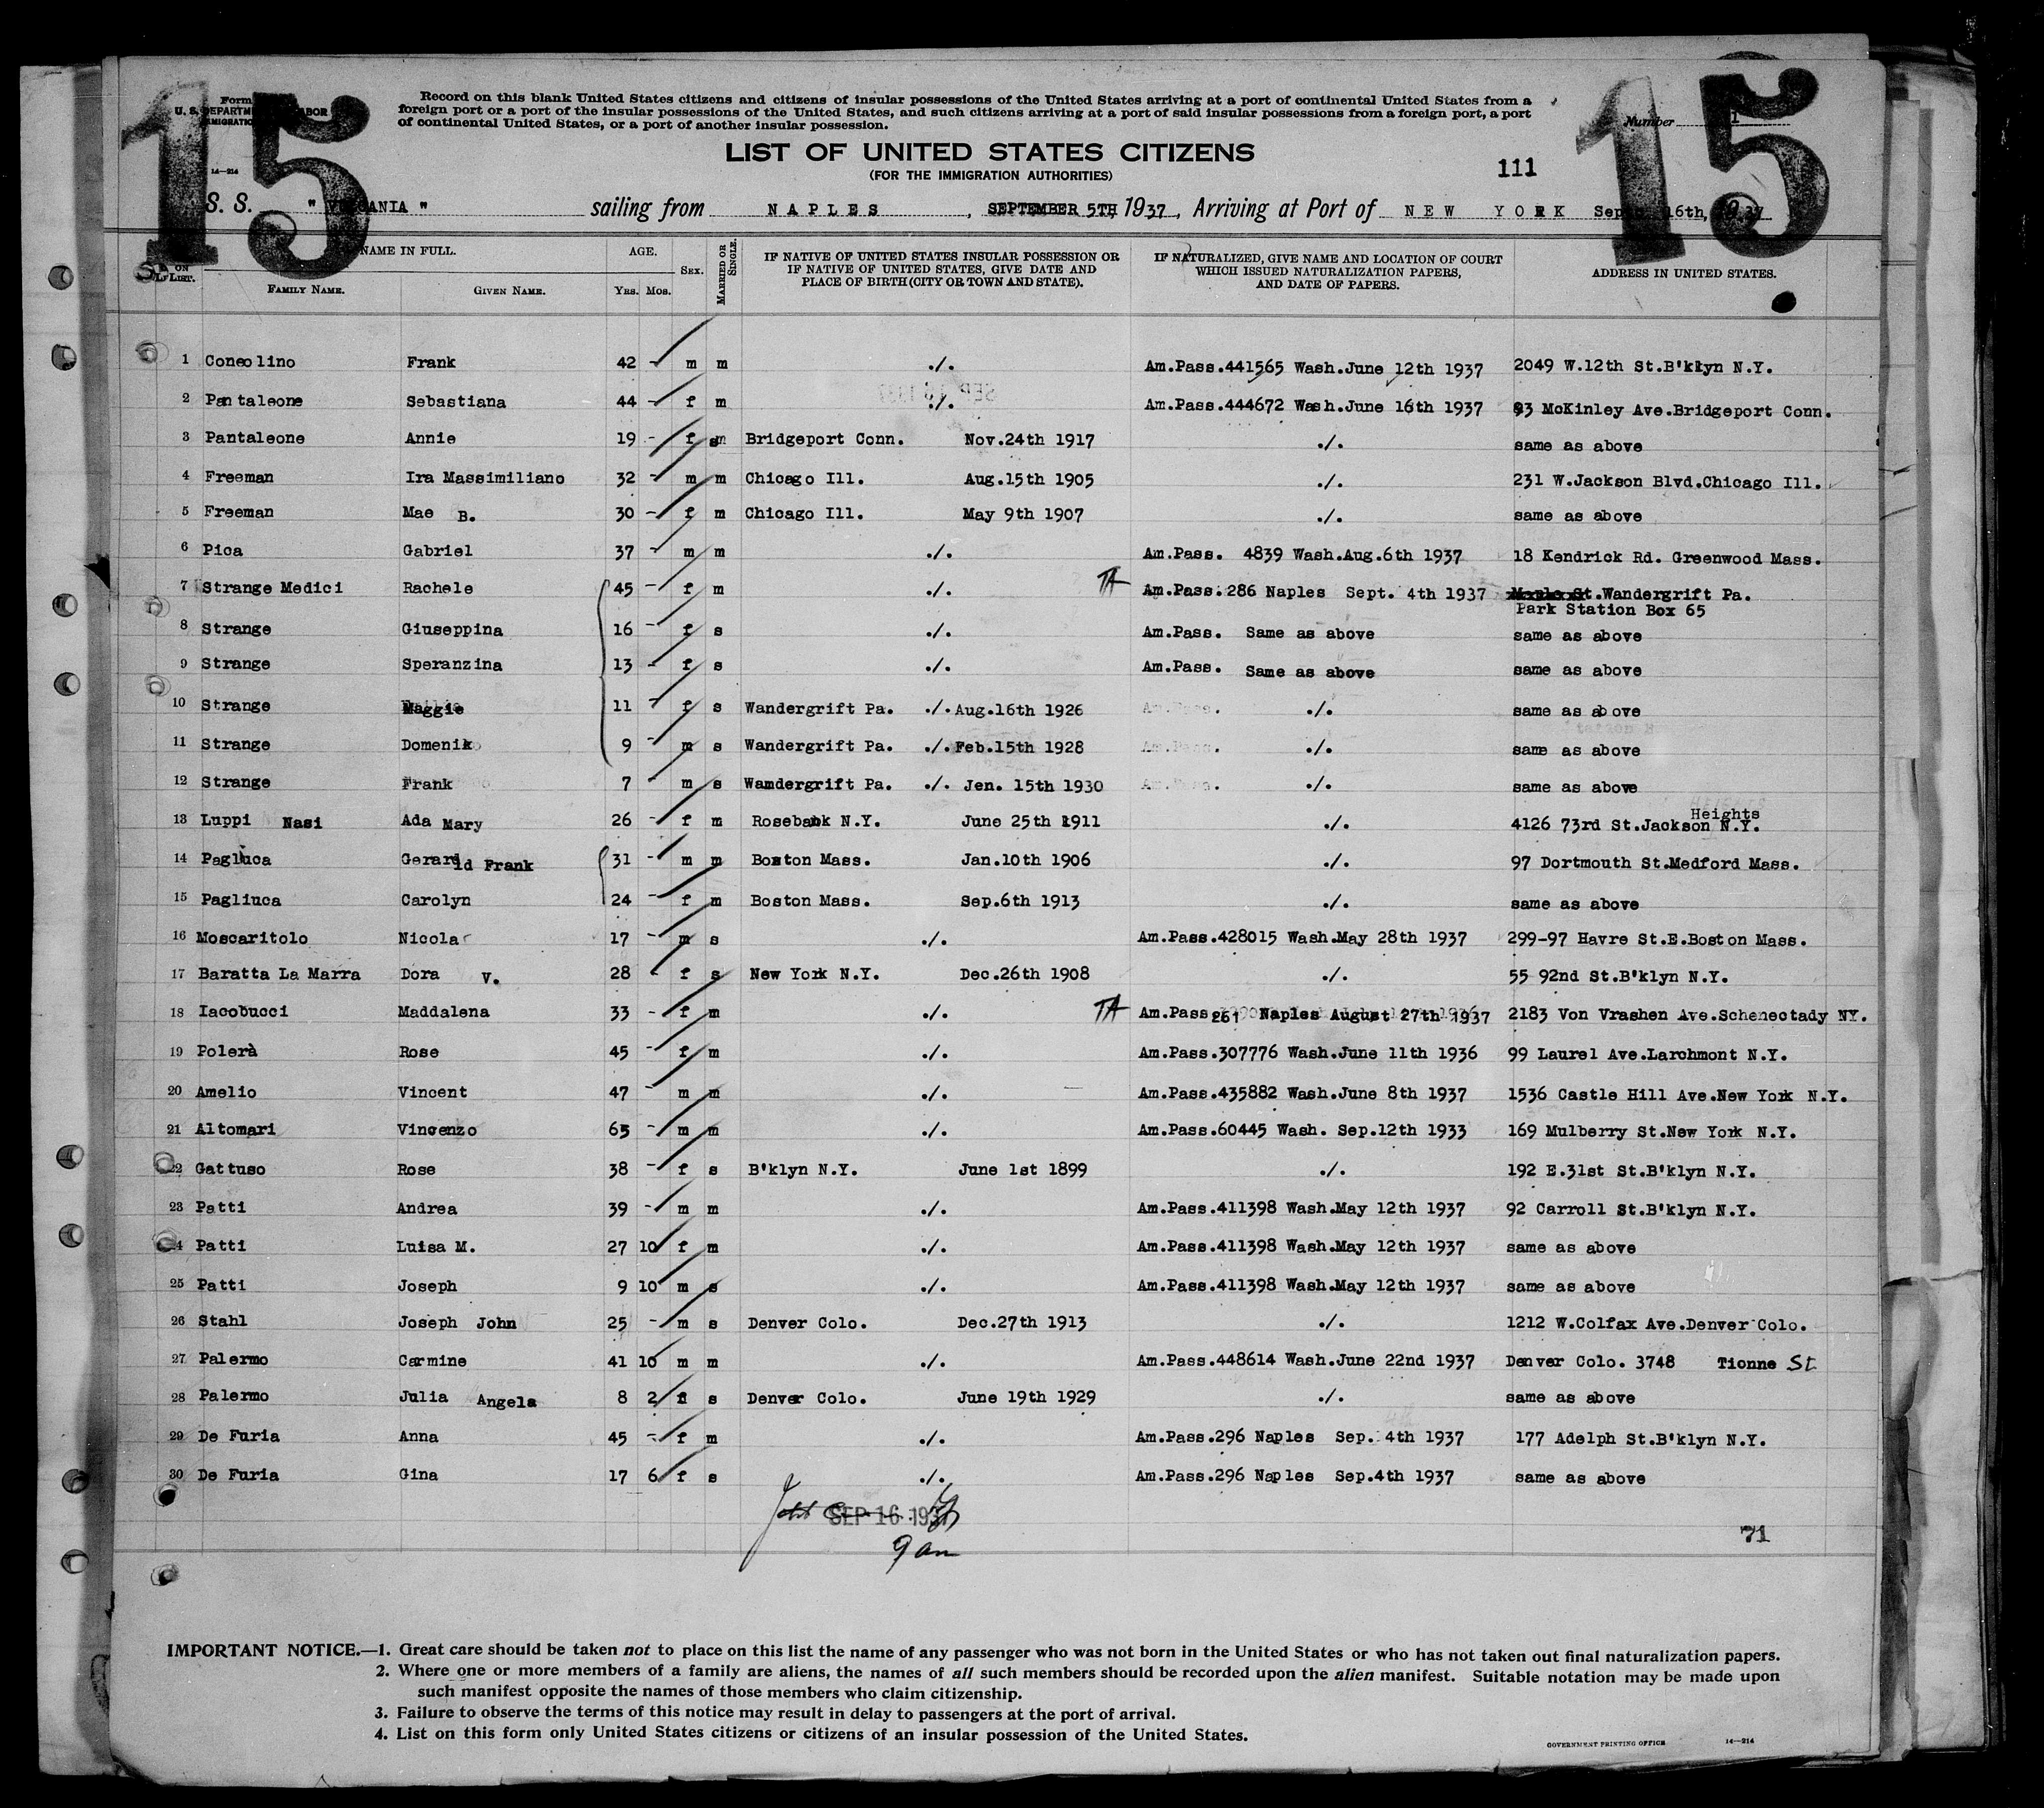 15
15
Form
U. S. DEPARTM
Record on this blank United States citizens and citizens of insular possessions of the United States arriving at a port of continental United States from a
foreign port or a port of the insular possessions of the United States, and such citizens arriving at a port of said insular possessions from a foreign port, a port
of continental United States, or a port of another insular possession.
Number
14—214
LIST OF UNITED STATES CITIZENS
(FOR THE IMMIGRATION AUTHORITIES)
111
S. S. sailing from NAPLES, SEPTEMBER 5TH, 1937, Arriving at Port of NEW YORK 16th,
NAME IN FULL. AGE. SEX. MARRIED OR SINGLE. IF NATIVE OF UNITED STATES INSULAR POSSESSION OR IF NATIVE OF UNITED STATES, GIVE DATE AND PLACE OF BIRTH (CITY OR TOWN AND STATE). IF NATURALIZED, GIVE NAME AND LOCATION OF COURT WHICH ISSUED NATURALIZATION PAPERS, AND DATE OF PAPERS. ADDRESS IN UNITED STATES.
FAMILY NAME. GIVEN NAME. YRS. MOS.
1 Frank 42 - m m ./. Am.Pass.441565 Wash.June 12th 1937 2049 W.12th St.B'klyn N.Y.
2 Pantaleone Sebastiana 44 - f m ./. Am.Pass.444672 Wash.June 16th 1937 93 McKinley Ave.Bridgeport Conn.
3 Pantaleone Annie 19 - f s Bridgeport Conn. Nov.24th 1917 ./. same as above
4 Freeman Ira Massimiliano 32 - m m Chicago Ill. Aug.15th 1905 ./. 231 W.Jackson Blvd.Chicago Ill.
5 Freeman Mae B. 30 - f m Chicago Ill. May 9th 1907 ./. same as above
6 Pica Gabriel 37 - m m ./. Am.Pass. 4839 Wash.Aug.6th 1937 18 Kendrick Rd. Greenwood Mass.
7 Strange Medici Rachele 45 - f m ./. TA Am.Pass.286 Naples Sept. 4th 1937 St.Wandergrift Pa.
Park Station Box 65
8 Strange Giuseppina 16 - f s ./. Am.Pass. Same as above same as above
9 Strange Speranzina 13 - f s ./. Am.Pass. Same as above same as above
10 Strange Maggie 11 - f s Wandergrift Pa. ./. Aug.16th 1926 ./. same as above
11 Strange Domenik 9 - m s Wandergrift Pa. ./. Feb.15th 1928 ./. same as above
12 Strange Frank 7 - m s Wamdergrift Pa. ./. Jen. 15th 1930 ./. same as above
13 Luppi Nasi Ada Mary 26 - f m Rosebank N.Y. June 25th 1911 ./. 4126 73rd St.Jackson Heights N.Y.
14 Pagliuca Gerard Frank 31 - m m Boston Mass. Jan.10th 1906 ./. 97 Dortmouth St.Medford Mass.
15 Pagliuca Carolyn 24 - f m Boston Mass. Sep.6th 1913 ./. same as above
16 Moscaritolo Nicola 17 - m s ./. Am.Pass.428015 Wash.May 28th 1937 299-97 Havre St.E.Boston Mass.
17 Baratta La Marra Dora V. 28 - f s New York N.Y. Dec.26th 1908 ./. 55 92nd St.B'klyn N.Y.
18 Iacobucci Maddalena 33 - f m ./. TA Am.Pass. 261 Naples August 27th 1937 2183 Von Vrashen Ave.Schenectady NY.
19 Polerà Rose 45 - f m ./. Am.Pass.307776 Wash.June 11th 1936 99 Laurel Ave.Larchmont N.Y.
20 Amelio Vincent 47 - m m ./. Am.Pass.435882 Wash.June 8th 1937 1536 Castle Hill Ave.New York N.Y.
21 Altomari Vincenzo 65 - m m ./. Am.Pass.60445 Wash. Sep.12th 1933 169 Mulberry St.New York N.Y.
22 Gattuso Rose 38 - f s B'klyn N.Y. June 1st 1899 ./. 192 E.31st St.B'klyn N.Y.
23 Patti Andrea 39 - m m ./. Am.Pass.411398 Wash.May 12th 1937 92 Carroll St.B'klyn N.Y.
24 Patti Luisa M. 27 10 f m ./. Am.Pass.411398 Wash.May 12th 1937 same as above
25 Patti Joseph 9 10 m s ./. Am.Pass.411398 Wash.May 12th 1937 same as above
26 Stahl Joseph John 25 - m s Denver Colo. Dec.27th 1913 ./. 1212 W.Colfax Ave.Denver Colo.
27 Palermo Carmine 41 10 m m ./. Am.Pass.448614 Wash.June 22nd 1937 Denver Colo. 3748 Tionne St
28 Palermo Julia Angela 8 2 f s Denver Colo. June 19th 1929 ./. same as above
29 De Furia Anna 45 - f m ./. Am.Pass.296 Naples Sep. 4th 1937 177 Adelph St.B'klyn N.Y.
30 De Furia Gina 17 6 f s ./. Am.Pass.296 Naples Sep.4th 1937 same as above
SEP 16 1937
9 am
71
IMPORTANT NOTICE.—1. Great care should be taken not to place on this list the name of any passenger who was not born in the United States or who has not taken out final naturalization papers.
2. Where one or more members of a family are aliens, the names of all such members should be recorded upon the alien manifest. Suitable notation may be made upon
such manifest opposite the names of those members who claim citizenship.
3. Failure to observe the terms of this notice may result in delay to passengers at the port of arrival.
4. List on this form only United States citizens or citizens of an insular possession of the United States.
GOVERNMENT PRINTING OFFICE 14—214